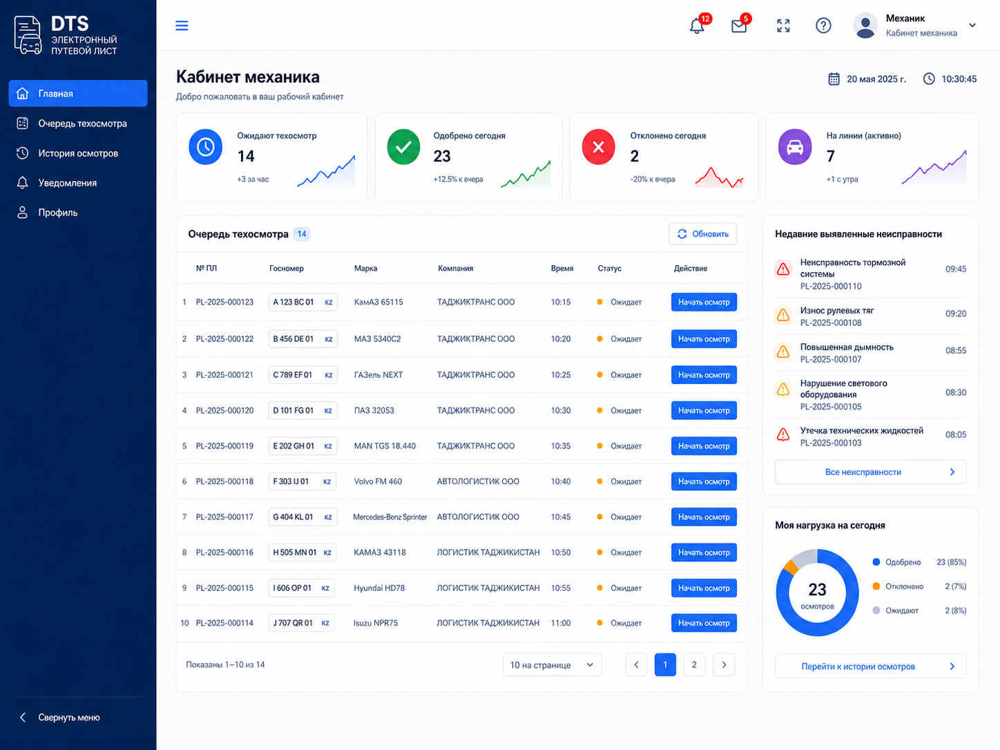 DTS
ЭЛЕКТРОННЫЙ
ПУТЕВОЙ ЛИСТ
Главная
Очередь техосмотра
История осмотров
Уведомления
Профиль
Свернуть меню
12
5
Механик
Кабинет механика
Кабинет механика
Добро пожаловать в ваш рабочий кабинет
20 мая 2025 г.
10:30:45
Ожидают техосмотр
14
+3 за час
Одобрено сегодня
23
+12.5% к вчера
Отклонено сегодня
2
-20% к вчера
На линии (активно)
7
+1 с утра
Очередь техосмотра 14
Обновить
№ ПЛ Госномер Марка Компания Время Статус Действие
1 PL-2025-000123 A 123 BC 01 KZ КамАЗ 65115 ТАДЖИКТРАНС ООО 10:15 Ожидает Начать осмотр
2 PL-2025-000122 B 456 DE 01 KZ МАЗ 5340С2 ТАДЖИКТРАНС ООО 10:20 Ожидает Начать осмотр
3 PL-2025-000121 C 789 EF 01 KZ ГАЗель NEXT ТАДЖИКТРАНС ООО 10:25 Ожидает Начать осмотр
4 PL-2025-000120 D 101 FG 01 KZ ПАЗ 32053 ТАДЖИКТРАНС ООО 10:30 Ожидает Начать осмотр
5 PL-2025-000119 E 202 GH 01 KZ MAN TGS 18.440 ТАДЖИКТРАНС ООО 10:35 Ожидает Начать осмотр
6 PL-2025-000118 F 303 IJ 01 KZ Volvo FM 460 АВТОЛОГИСТИК ООО 10:40 Ожидает Начать осмотр
7 PL-2025-000117 G 404 KL 01 KZ Mercedes-Benz Sprinter АВТОЛОГИСТИК ООО 10:45 Ожидает Начать осмотр
8 PL-2025-000116 H 505 MN 01 KZ КАМАЗ 43118 ЛОГИСТИК ТАДЖИКИСТАН 10:50 Ожидает Начать осмотр
9 PL-2025-000115 I 606 OP 01 KZ Hyundai HD78 ЛОГИСТИК ТАДЖИКИСТАН 10:55 Ожидает Начать осмотр
10 PL-2025-000114 J 707 QR 01 KZ Isuzu NPR75 ЛОГИСТИК ТАДЖИКИСТАН 11:00 Ожидает Начать осмотр
Показаны 1–10 из 14
10 на странице
1
2
Недавние выявленные неисправности
Неисправность тормозной
системы
PL-2025-000110
09:45
Износ рулевых тяг
PL-2025-000108
09:20
Повышенная дымность
PL-2025-000107
08:55
Нарушение светового
оборудования
PL-2025-000105
08:30
Утечка технических жидкостей
PL-2025-000103
08:05
Все неисправности
Моя нагрузка на сегодня
23
осмотров
Одобрено 23 (85%)
Отклонено 2 (7%)
Ожидают 2 (8%)
Перейти к истории осмотров